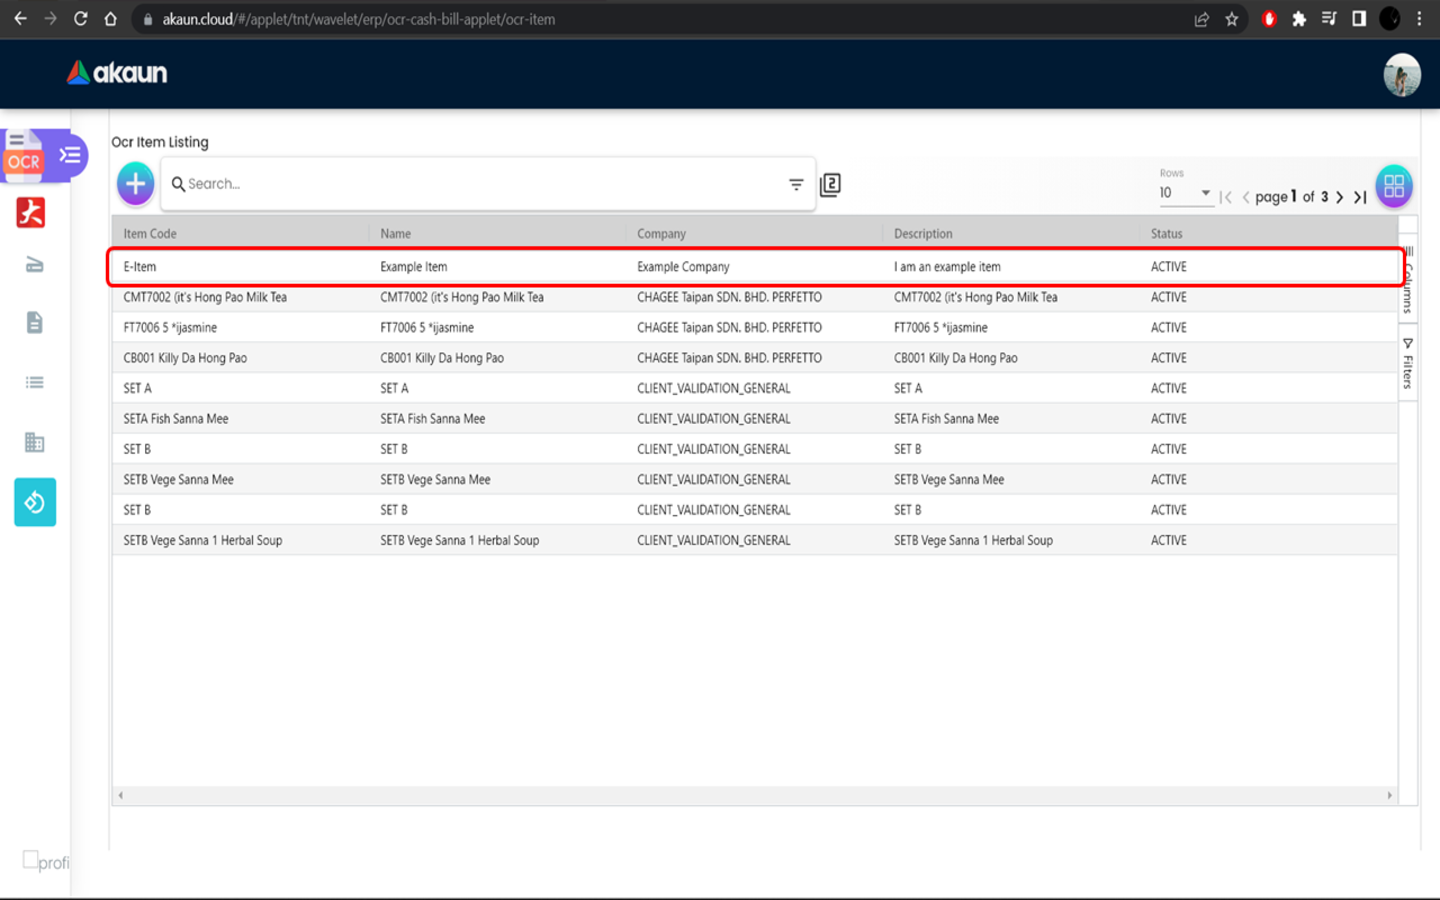 akaun.cloud/#/applet/tnt/wavelet/erp/ocr-cash-bill-applet/ocr-item
akaun
OCR
Ocr Item Listing
Search...
2
Rows
10
page 1 of 3
Item Code Name Company Description Status
E-Item Example Item Example Company I am an example item ACTIVE
CMT7002 (it's Hong Pao Milk Tea CMT7002 (it's Hong Pao Milk Tea CHAGEE Taipan SDN. BHD. PERFETTO CMT7002 (it's Hong Pao Milk Tea ACTIVE
FT7006 5 *ijasmine FT7006 5 *ijasmine CHAGEE Taipan SDN. BHD. PERFETTO FT7006 5 *ijasmine ACTIVE
CB001 Killy Da Hong Pao CB001 Killy Da Hong Pao CHAGEE Taipan SDN. BHD. PERFETTO CB001 Killy Da Hong Pao ACTIVE
SET A SET A CLIENT_VALIDATION_GENERAL SET A ACTIVE
SETA Fish Sanna Mee SETA Fish Sanna Mee CLIENT_VALIDATION_GENERAL SETA Fish Sanna Mee ACTIVE
SET B SET B CLIENT_VALIDATION_GENERAL SET B ACTIVE
SETB Vege Sanna Mee SETB Vege Sanna Mee CLIENT_VALIDATION_GENERAL SETB Vege Sanna Mee ACTIVE
SET B SET B CLIENT_VALIDATION_GENERAL SET B ACTIVE
SETB Vege Sanna 1 Herbal Soup SETB Vege Sanna 1 Herbal Soup CLIENT_VALIDATION_GENERAL SETB Vege Sanna 1 Herbal Soup ACTIVE
Columns
Filters
profi